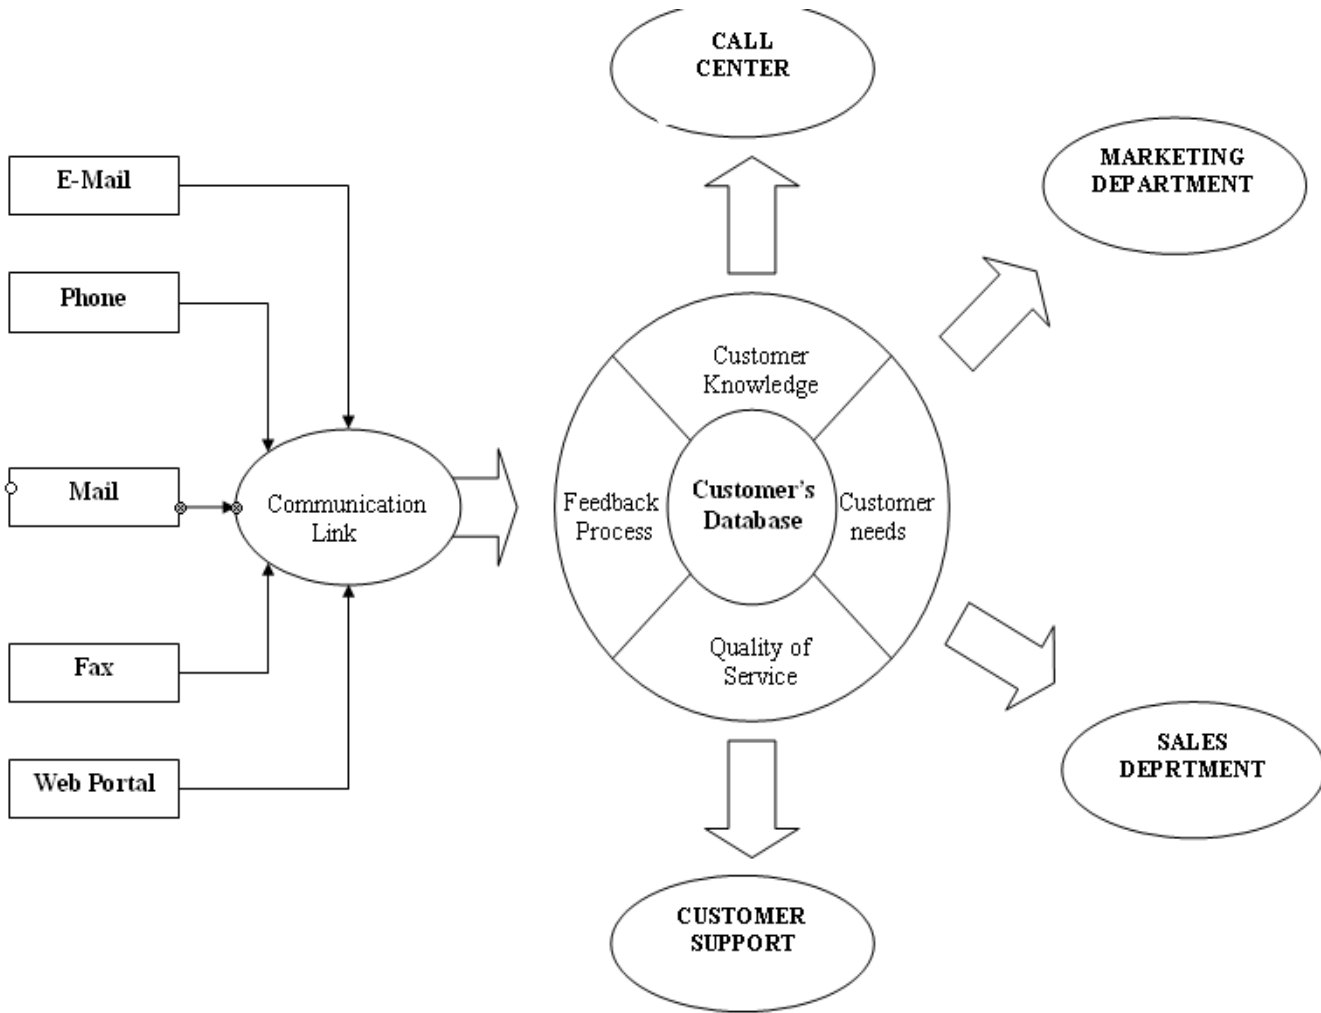 CALL
CENTER
MARKETING
DEPARTMENT
E-Mail
Phone
Mail
Fax
Web Portal
Communication
Link
Customer
Knowledge
Feedback
Process
Customer's
Database
Customer
needs
Quality of
Service
SALES
DEPRTMENT
CUSTOMER
SUPPORT